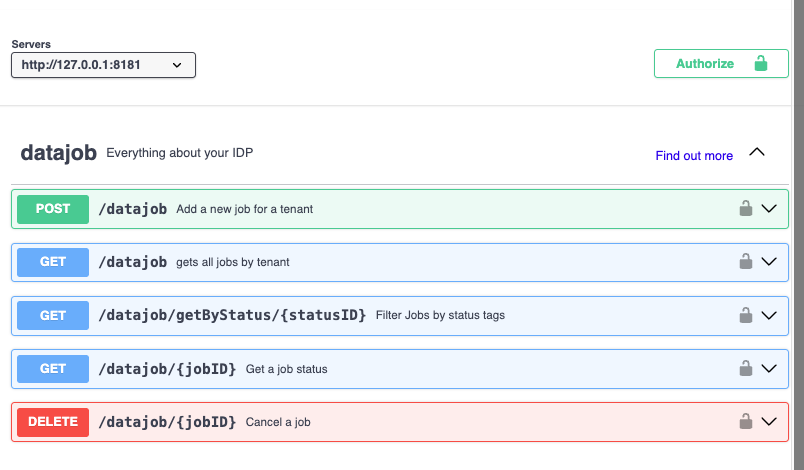 Servers
http://127.0.0.1:8181
Authorize
datajob Everything about your IDP
Find out more
POST /datajob Add a new job for a tenant
GET /datajob gets all jobs by tenant
GET /datajob/getByStatus/{statusID} Filter Jobs by status tags
GET /datajob/{jobID} Get a job status
DELETE /datajob/{jobID} Cancel a job